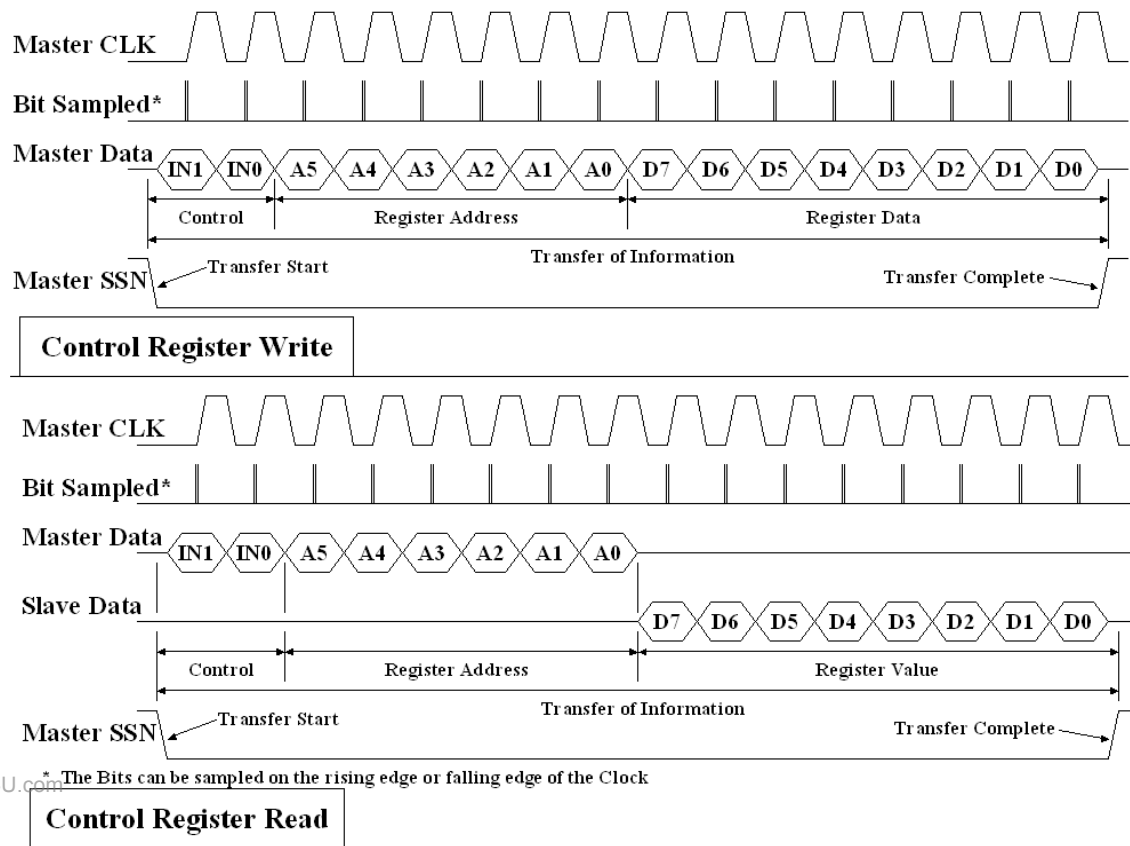 Master CLK
Bit Sampled*
Master Data
IN1 IN0 A5 A4 A3 A2 A1 A0 D7 D6 D5 D4 D3 D2 D1 D0
Control Register Address Register Data
Transfer of Information
Master SSN
Transfer Start
Transfer Complete
Control Register Write
Master CLK
Bit Sampled*
Master Data
IN1 IN0 A5 A4 A3 A2 A1 A0
Slave Data
D7 D6 D5 D4 D3 D2 D1 D0
Control Register Address Register Value
Transfer of Information
Master SSN
Transfer Start
Transfer Complete
* The Bits can be sampled on the rising edge or falling edge of the Clock
U.com
Control Register Read